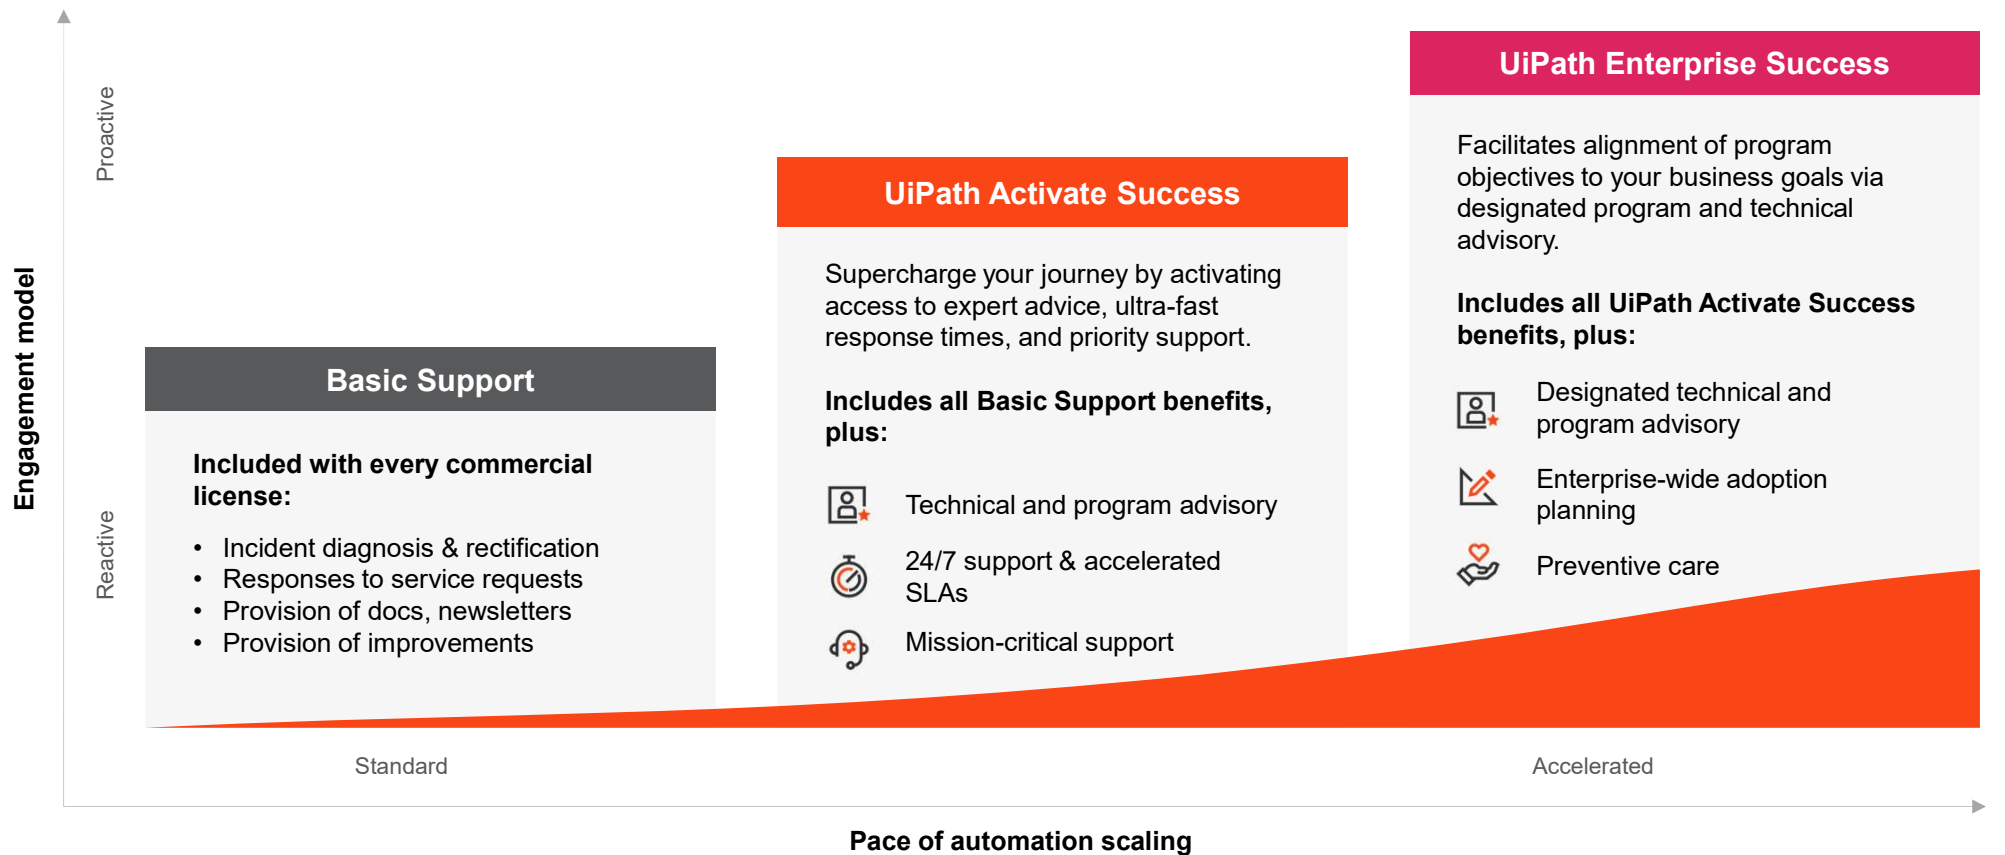 Engagement model
Proactive
Reactive
Basic Support
Included with every commercial
license:
• Incident diagnosis & rectification
• Responses to service requests
• Provision of docs, newsletters
• Provision of improvements
UiPath Activate Success
Supercharge your journey by activating
access to expert advice, ultra-fast
response times, and priority support.
Includes all Basic Support benefits,
plus:
Technical and program advisory
24/7 support & accelerated
SLAs
Mission-critical support
UiPath Enterprise Success
Facilitates alignment of program
objectives to your business goals via
designated program and technical
advisory.
Includes all UiPath Activate Success
benefits, plus:
Designated technical and
program advisory
Enterprise-wide adoption
planning
Preventive care
Standard
Accelerated
Pace of automation scaling